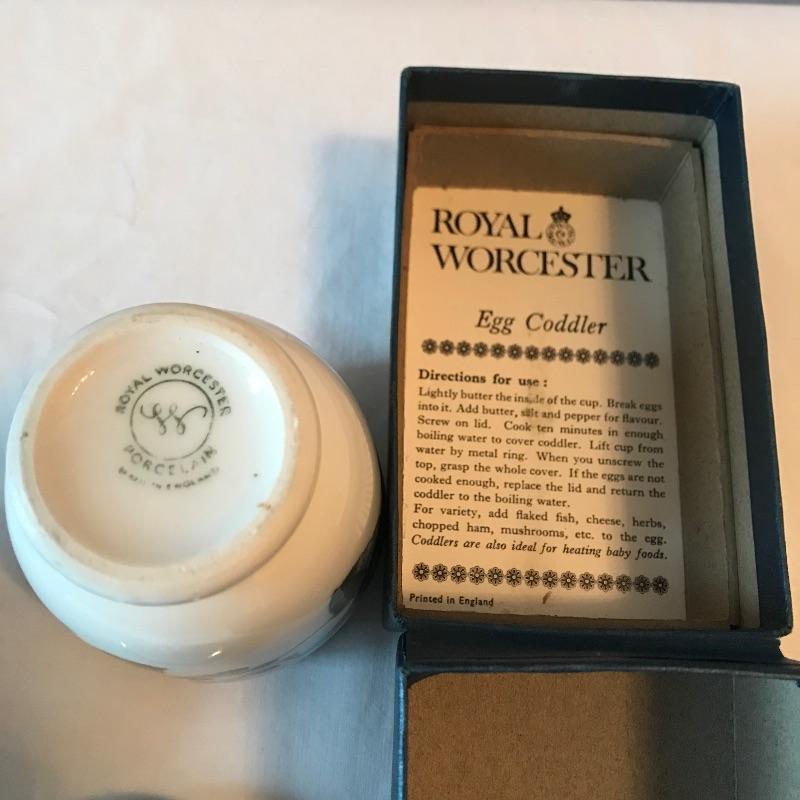 ROYAL WORCESTER
PORCELAIN
MADE IN ENGLAND
ROYAL
WORCESTER
Egg Coddler
Directions for use :
Lightly butter the inside of the cup. Break eggs
into it. Add butter, salt and pepper for flavour.
Screw on lid. Cook ten minutes in enough
boiling water to cover coddler. Lift cup from
water by metal ring. When you unscrew the
top, grasp the whole cover. If the eggs are not
cooked enough, replace the lid and return the
coddler to the boiling water.
For variety, add flaked fish, cheese, herbs,
chopped ham, mushrooms, etc. to the egg.
Coddlers are also ideal for heating baby foods.
Printed in England